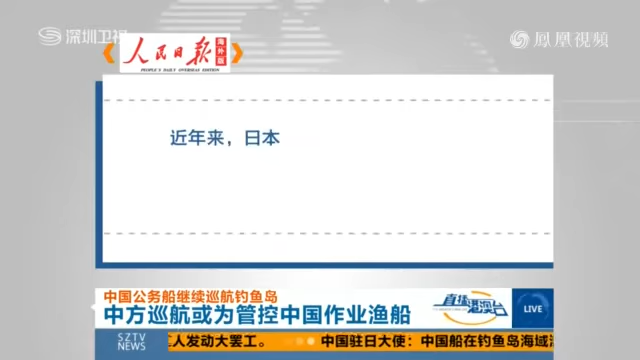 深圳卫视
鳳凰視頻
人民日报
海外版
PEOPLE'S DAILY OVERSEAS EDITION
近年来，日本
中国公务船继续巡航钓鱼岛
中方巡航或为管控中国作业渔船
直播港澳台
LIVE
SZTV
NEWS
工人发动大罢工。
中国驻日大使：中国船在钓鱼岛海域